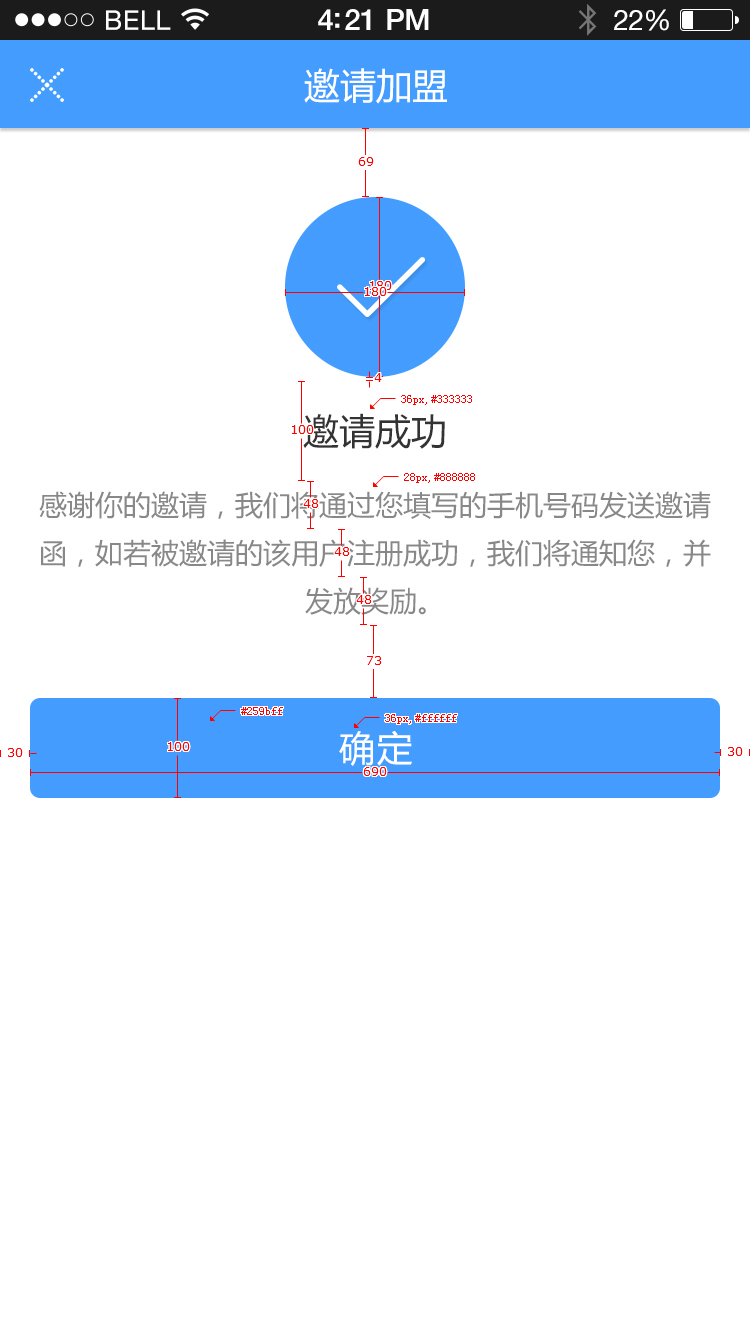 BELL 4:21 PM 22%
邀请加盟
69
180
180
4
36px, #333333
100
邀请成功
28px, #888888
48
感谢你的邀请，我们将通过您填写的手机号码发送邀请
48
函，如若被邀请的该用户注册成功，我们将通知您，并
48
发放奖励。
73
#259bff
36px, #ffffff
100
确定
30
30
690